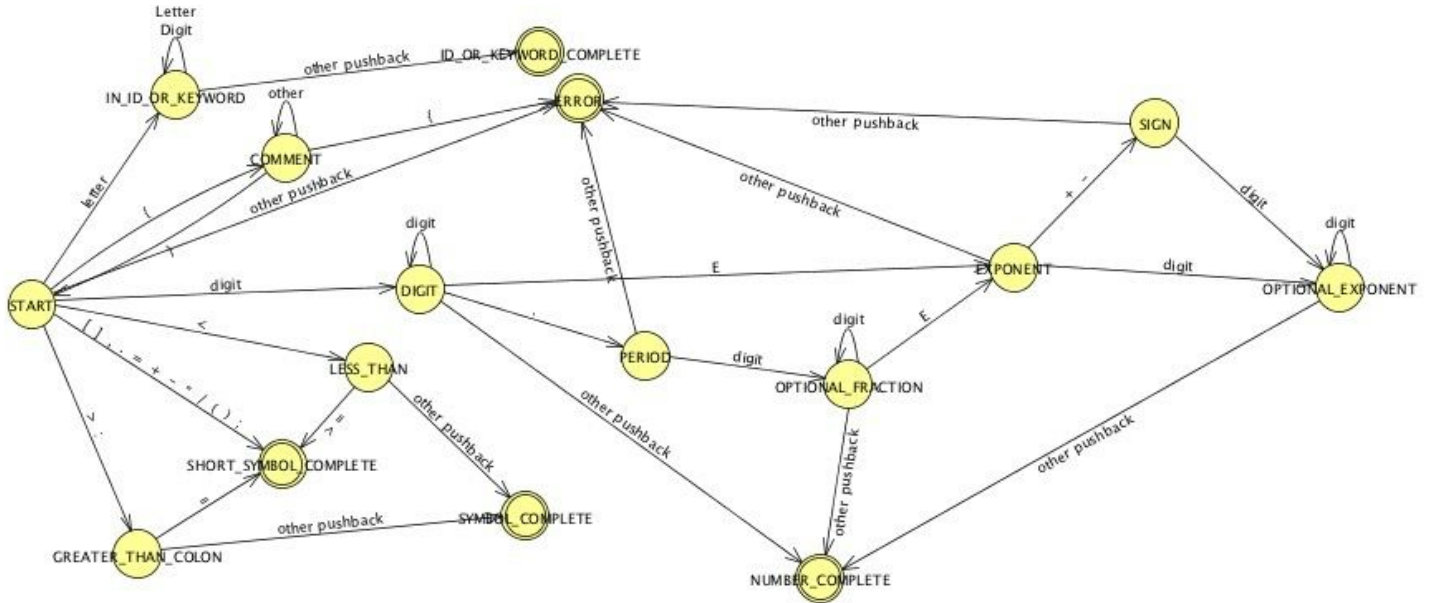 Letter
Digit
other pushback
ID_OR_KEYWORD_COMPLETE
IN_ID_OR_KEYWORD
other
ERROR
{
other pushback
SIGN
COMMENT
letter
{
other pushback
other pushback
+ -
digit
other pushback
}
digit
digit
digit
E
EXPONENT
digit
OPTIONAL_EXPONENT
START
DIGIT
.
E
digit
<
PERIOD
digit
OPTIONAL_FRACTION
LESS_THAN
= >
other pushback
other pushback
other pushback
other pushback
> :
SHORT_SYMBOL_COMPLETE
=
other pushback
SYMBOL_COMPLETE
GREATER_THAN_COLON
NUMBER_COMPLETE